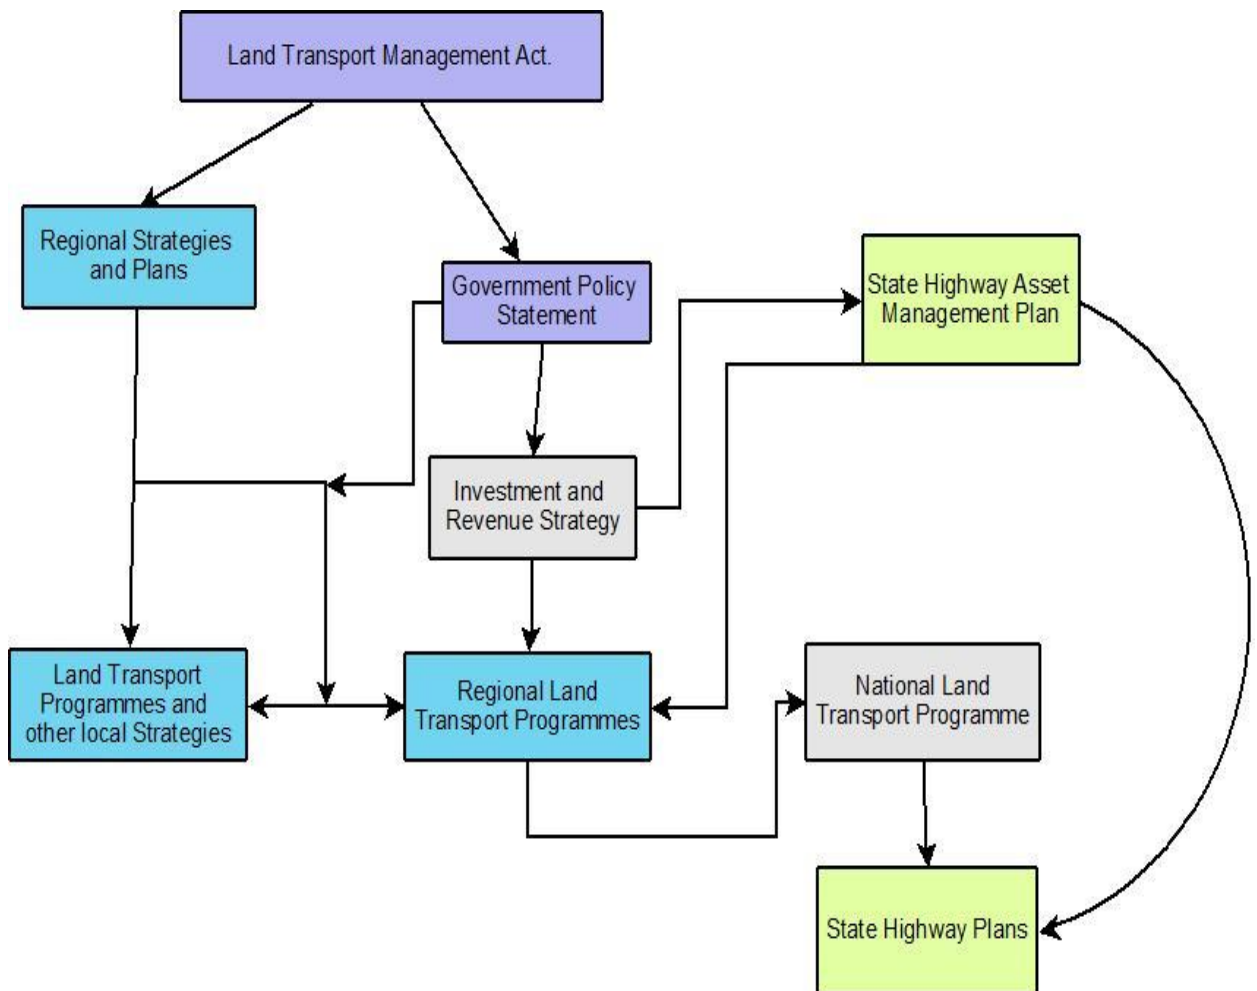 Land Transport Management Act.
Regional Strategies
and Plans
Government Policy
Statement
State Highway Asset
Management Plan
Investment and
Revenue Strategy
Land Transport
Programmes and
other local Strategies
Regional Land
Transport Programmes
National Land
Transport Programme
State Highway Plans